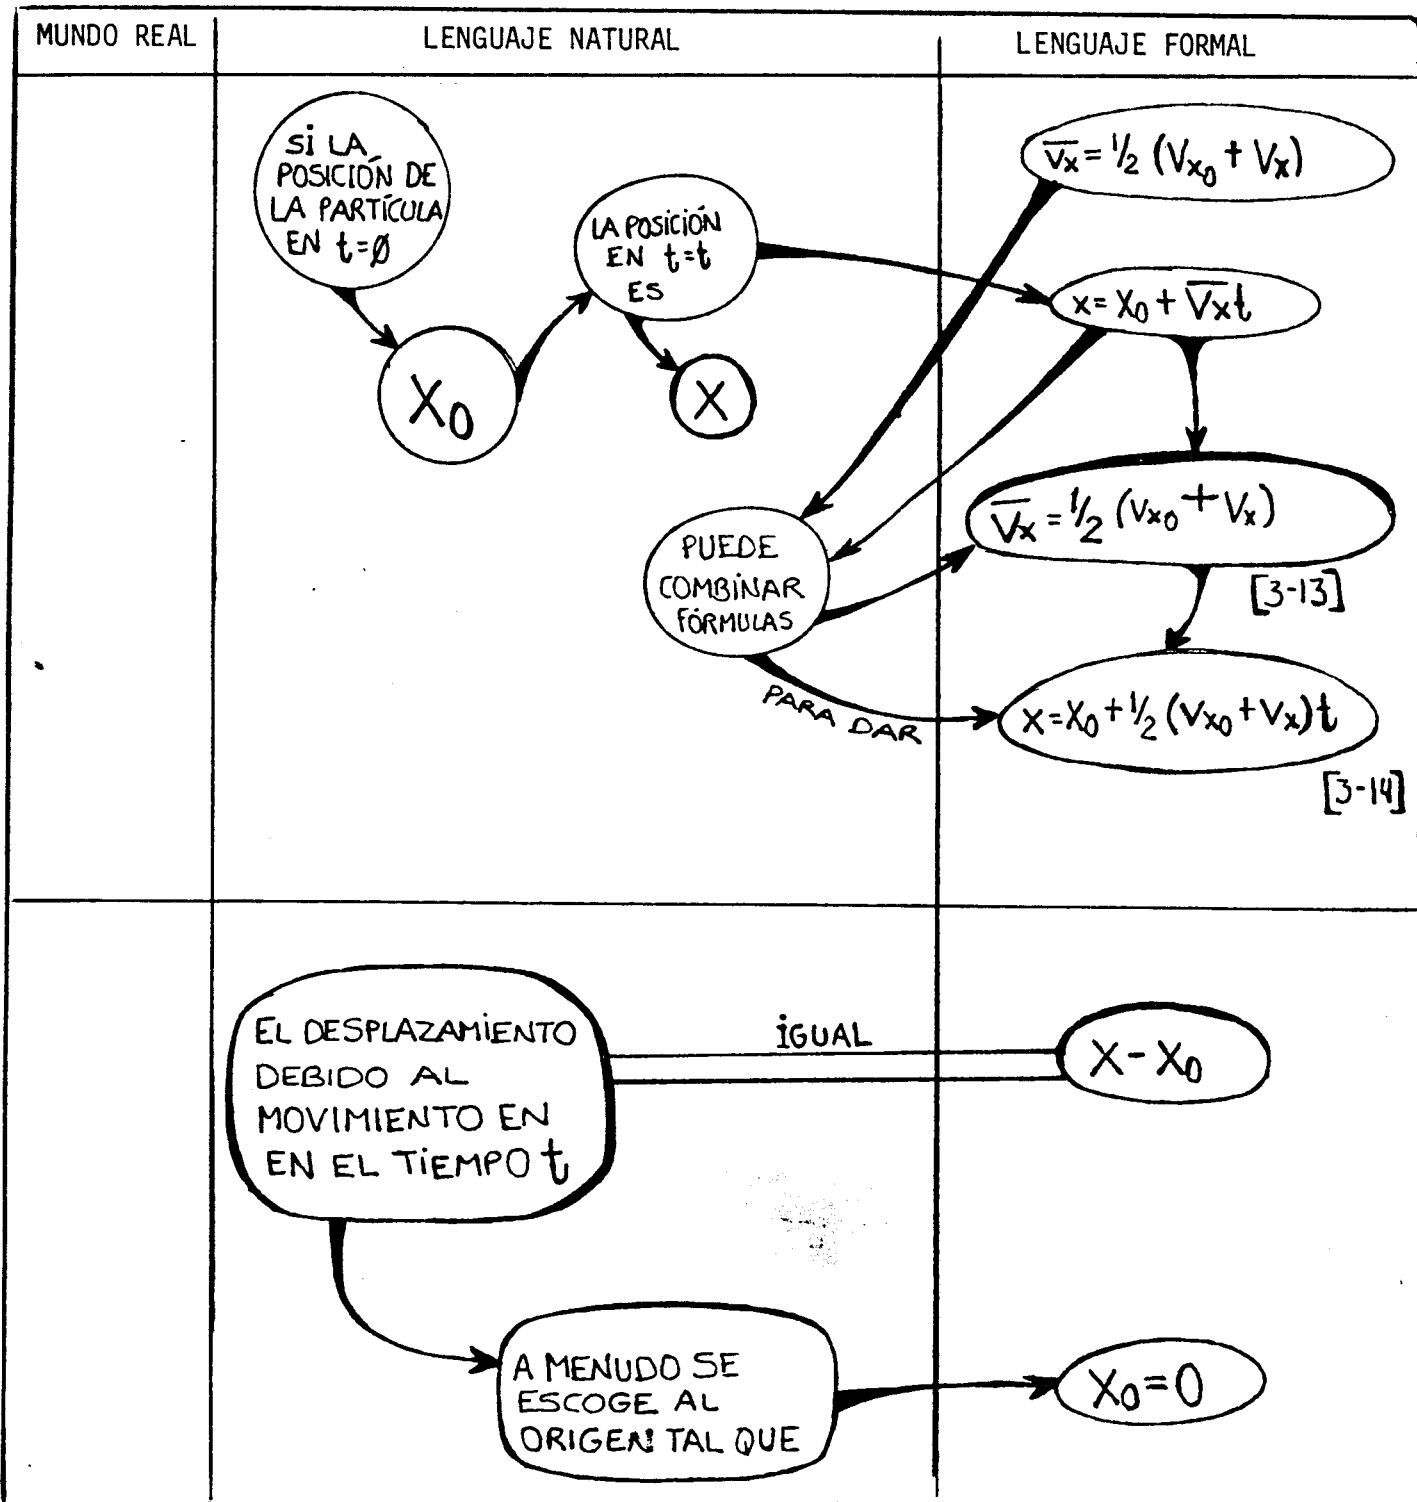 MUNDO REAL
LENGUAJE NATURAL
LENGUAJE FORMAL
Si LA
POSICIÓN DE
LA PARTÍCULA
EN t=Ø
X₀
LA POSICIÓN
EN t=t
ES
X
V̅x̅ = ½ (Vx₀ + Vx)
x = X₀ + V̅x̅t
PUEDE
COMBINAR
FÓRMULAS
V̅x̅ = ½ (Vx₀ + Vx)
[3-13]
PARA DAR
X = X₀ + ½ (Vx₀ + Vx) t
[3-14]
EL DESPLAZAMIENTO
DEBIDO AL
MOVIMIENTO EN
EN EL TIEMPO t
iGUAL
X - X₀
A MENUDO SE
ESCOGE AL
ORIGEN TAL QUE
X₀ = 0